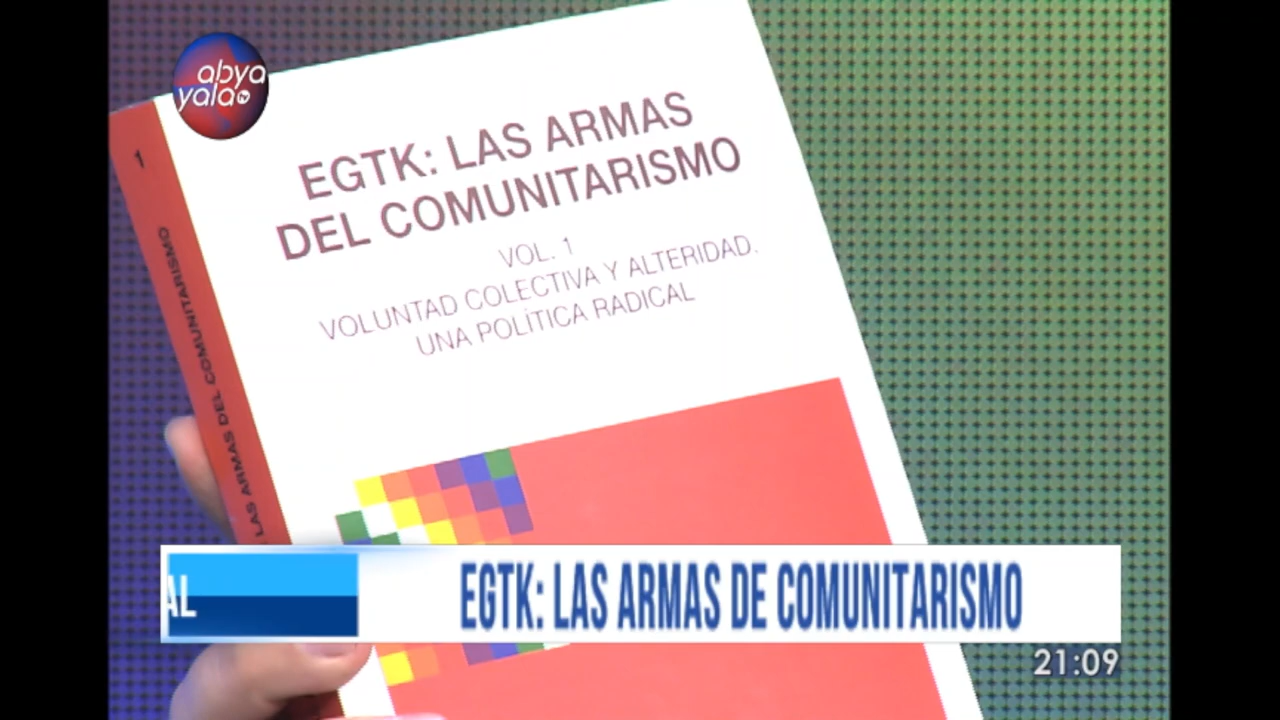 abya
yala tv
1
LAS ARMAS DEL COMUNITARISMO
EGTK: LAS ARMAS
DEL COMUNITARISMO
VOL. 1
VOLUNTAD COLECTIVA Y ALTERIDAD.
UNA POLÍTICA RADICAL
AL
EGTK: LAS ARMAS DE COMUNITARISMO
21:09